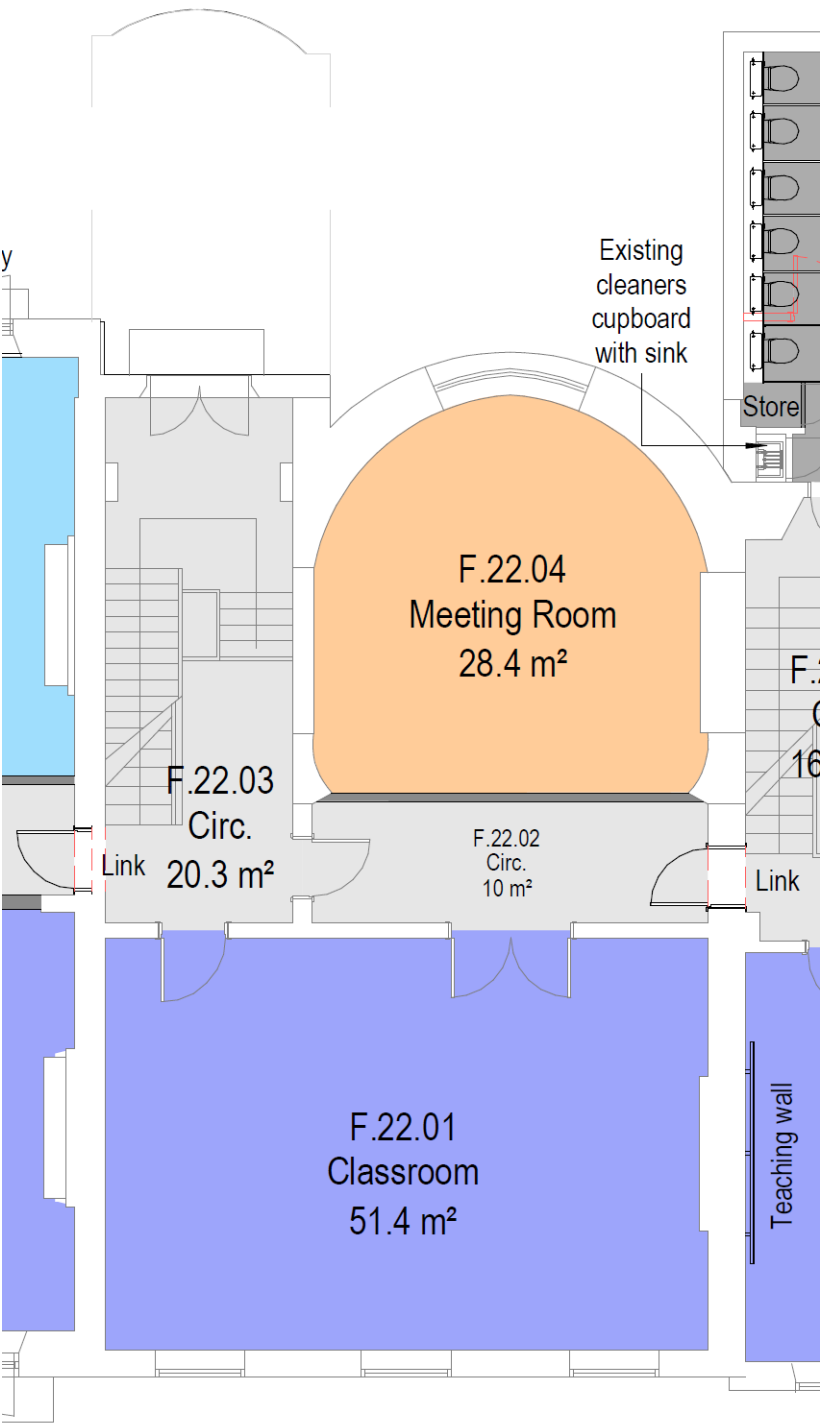 y
Existing
cleaners
cupboard
with sink
Store
F.22.04
Meeting Room
28.4 m²
F.22.03
Circ.
20.3 m²
Link
F.22.02
Circ.
10 m²
Link
16
F.22.01
Classroom
51.4 m²
Teaching wall